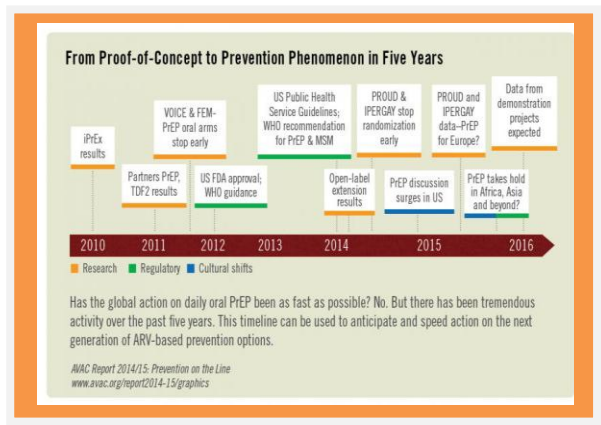 From Proof-of-Concept to Prevention Phenomenon in Five Years
iPrEx
results
Partners PrEP,
TDF2 results
VOICE & FEM-
PrEP oral arms
stop early
US FDA approval;
WHO guidance
US Public Health
Service Guidelines;
WHO recommendation
for PrEP & MSM
Open-label
extension
results
PROUD &
IPERGAY stop
randomization
early
PrEP discussion
surges in US
PROUD and
IPERGAY
data–PrEP
for Europe?
PrEP takes hold
in Africa, Asia
and beyond?
Data from
demonstration
projects
expected
2010 2011 2012 2013 2014 2015 2016
Research Regulatory Cultural shifts
Has the global action on daily oral PrEP been as fast as possible? No. But there has been tremendous
activity over the past five years. This timeline can be used to anticipate and speed action on the next
generation of ARV-based prevention options.
AVAC Report 2014/15: Prevention on the Line
www.avac.org/report2014-15/graphics